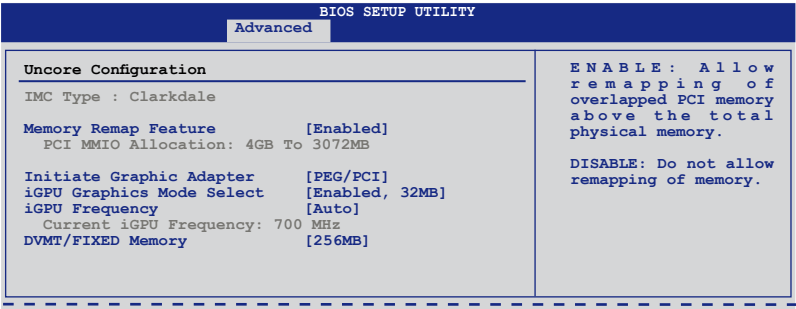 BIOS SETUP UTILITY
Advanced
Uncore Configuration
IMC Type : Clarkdale
Memory Remap Feature [Enabled]
PCI MMIO Allocation: 4GB To 3072MB
Initiate Graphic Adapter [PEG/PCI]
iGPU Graphics Mode Select [Enabled, 32MB]
iGPU Frequency [Auto]
Current iGPU Frequency: 700 MHz
DVMT/FIXED Memory [256MB]
ENABLE: Allow
remapping of
overlapped PCI memory
above the total
physical memory.
DISABLE: Do not allow
remapping of memory.